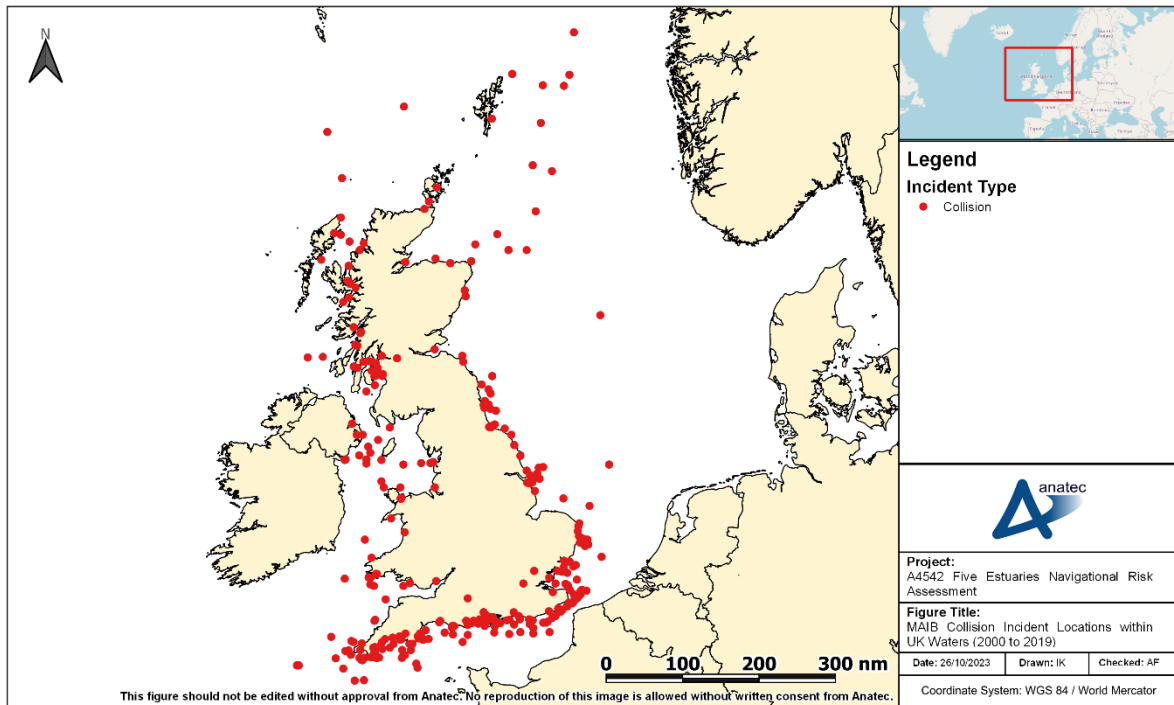 N
Legend
Incident Type
Collision
anatec
Project:
A4542 Five Estuaries Navigational Risk
Assessment
Figure Title:
MAIB Collision Incident Locations within
UK Waters (2000 to 2019)
Date: 26/10/2023
Drawn: IK
Checked: AF
Coordinate System: WGS 84 / World Mercator
0 100 200 300 nm
This figure should not be edited without approval from Anatec. No reproduction of this image is allowed without written consent from Anatec.